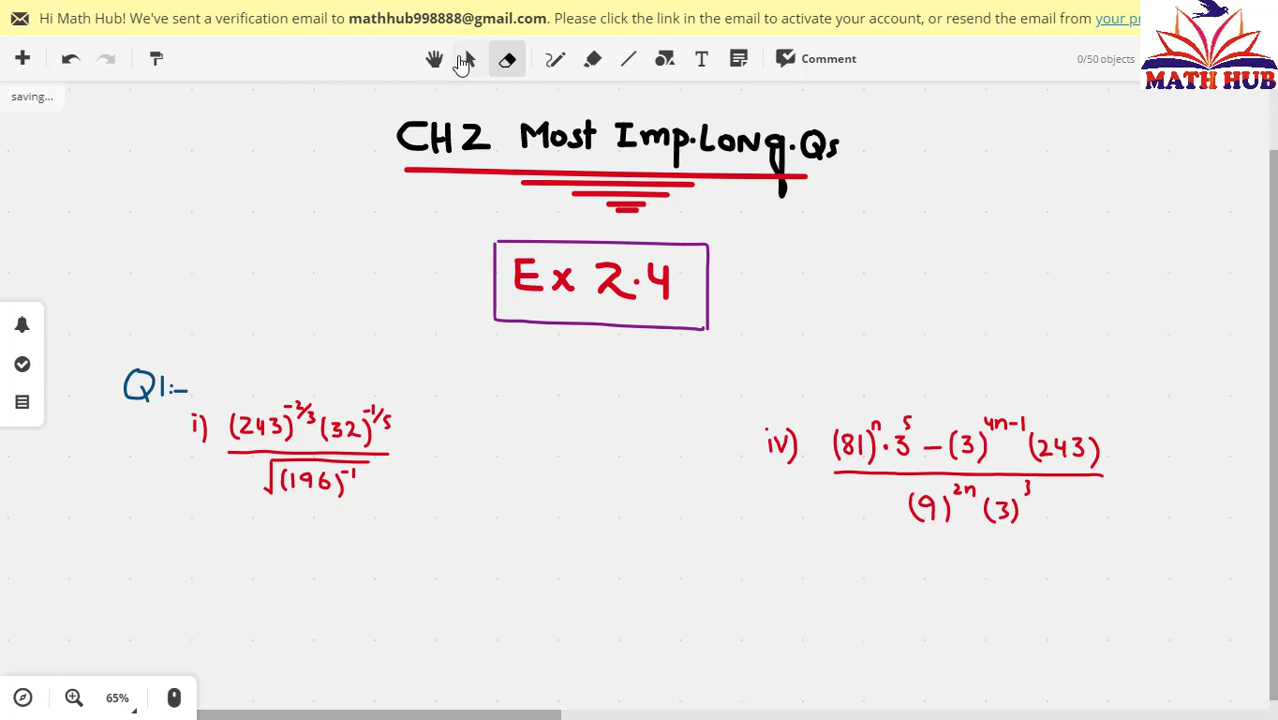 Hi Math Hub! We've sent a verification email to mathhub998888@gmail.com. Please click the link in the email to activate your account, or resend the email from your pr
MATH HUB
Comment
0/50 objects
saving...
CH2 Most Imp.Long.Qs
Ex 2.4
Q1:-
i) (243)^{-2/3} (32)^{-1/5}
√(196)^{-1}
iv) (81)^n · 3^5 – (3)^{4n-1} (243)
(9)^{2n} (3)^3
65%